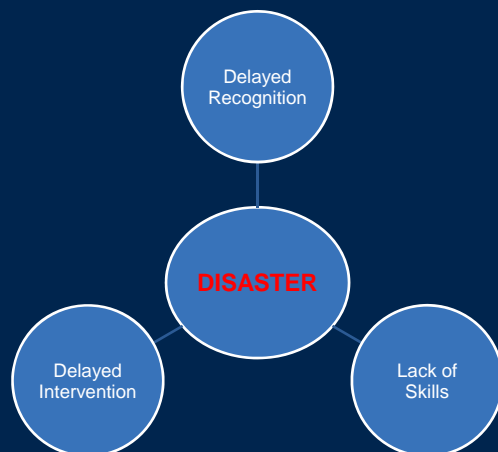 Delayed
Recognition
DISASTER
Delayed
Intervention
Lack of
Skills